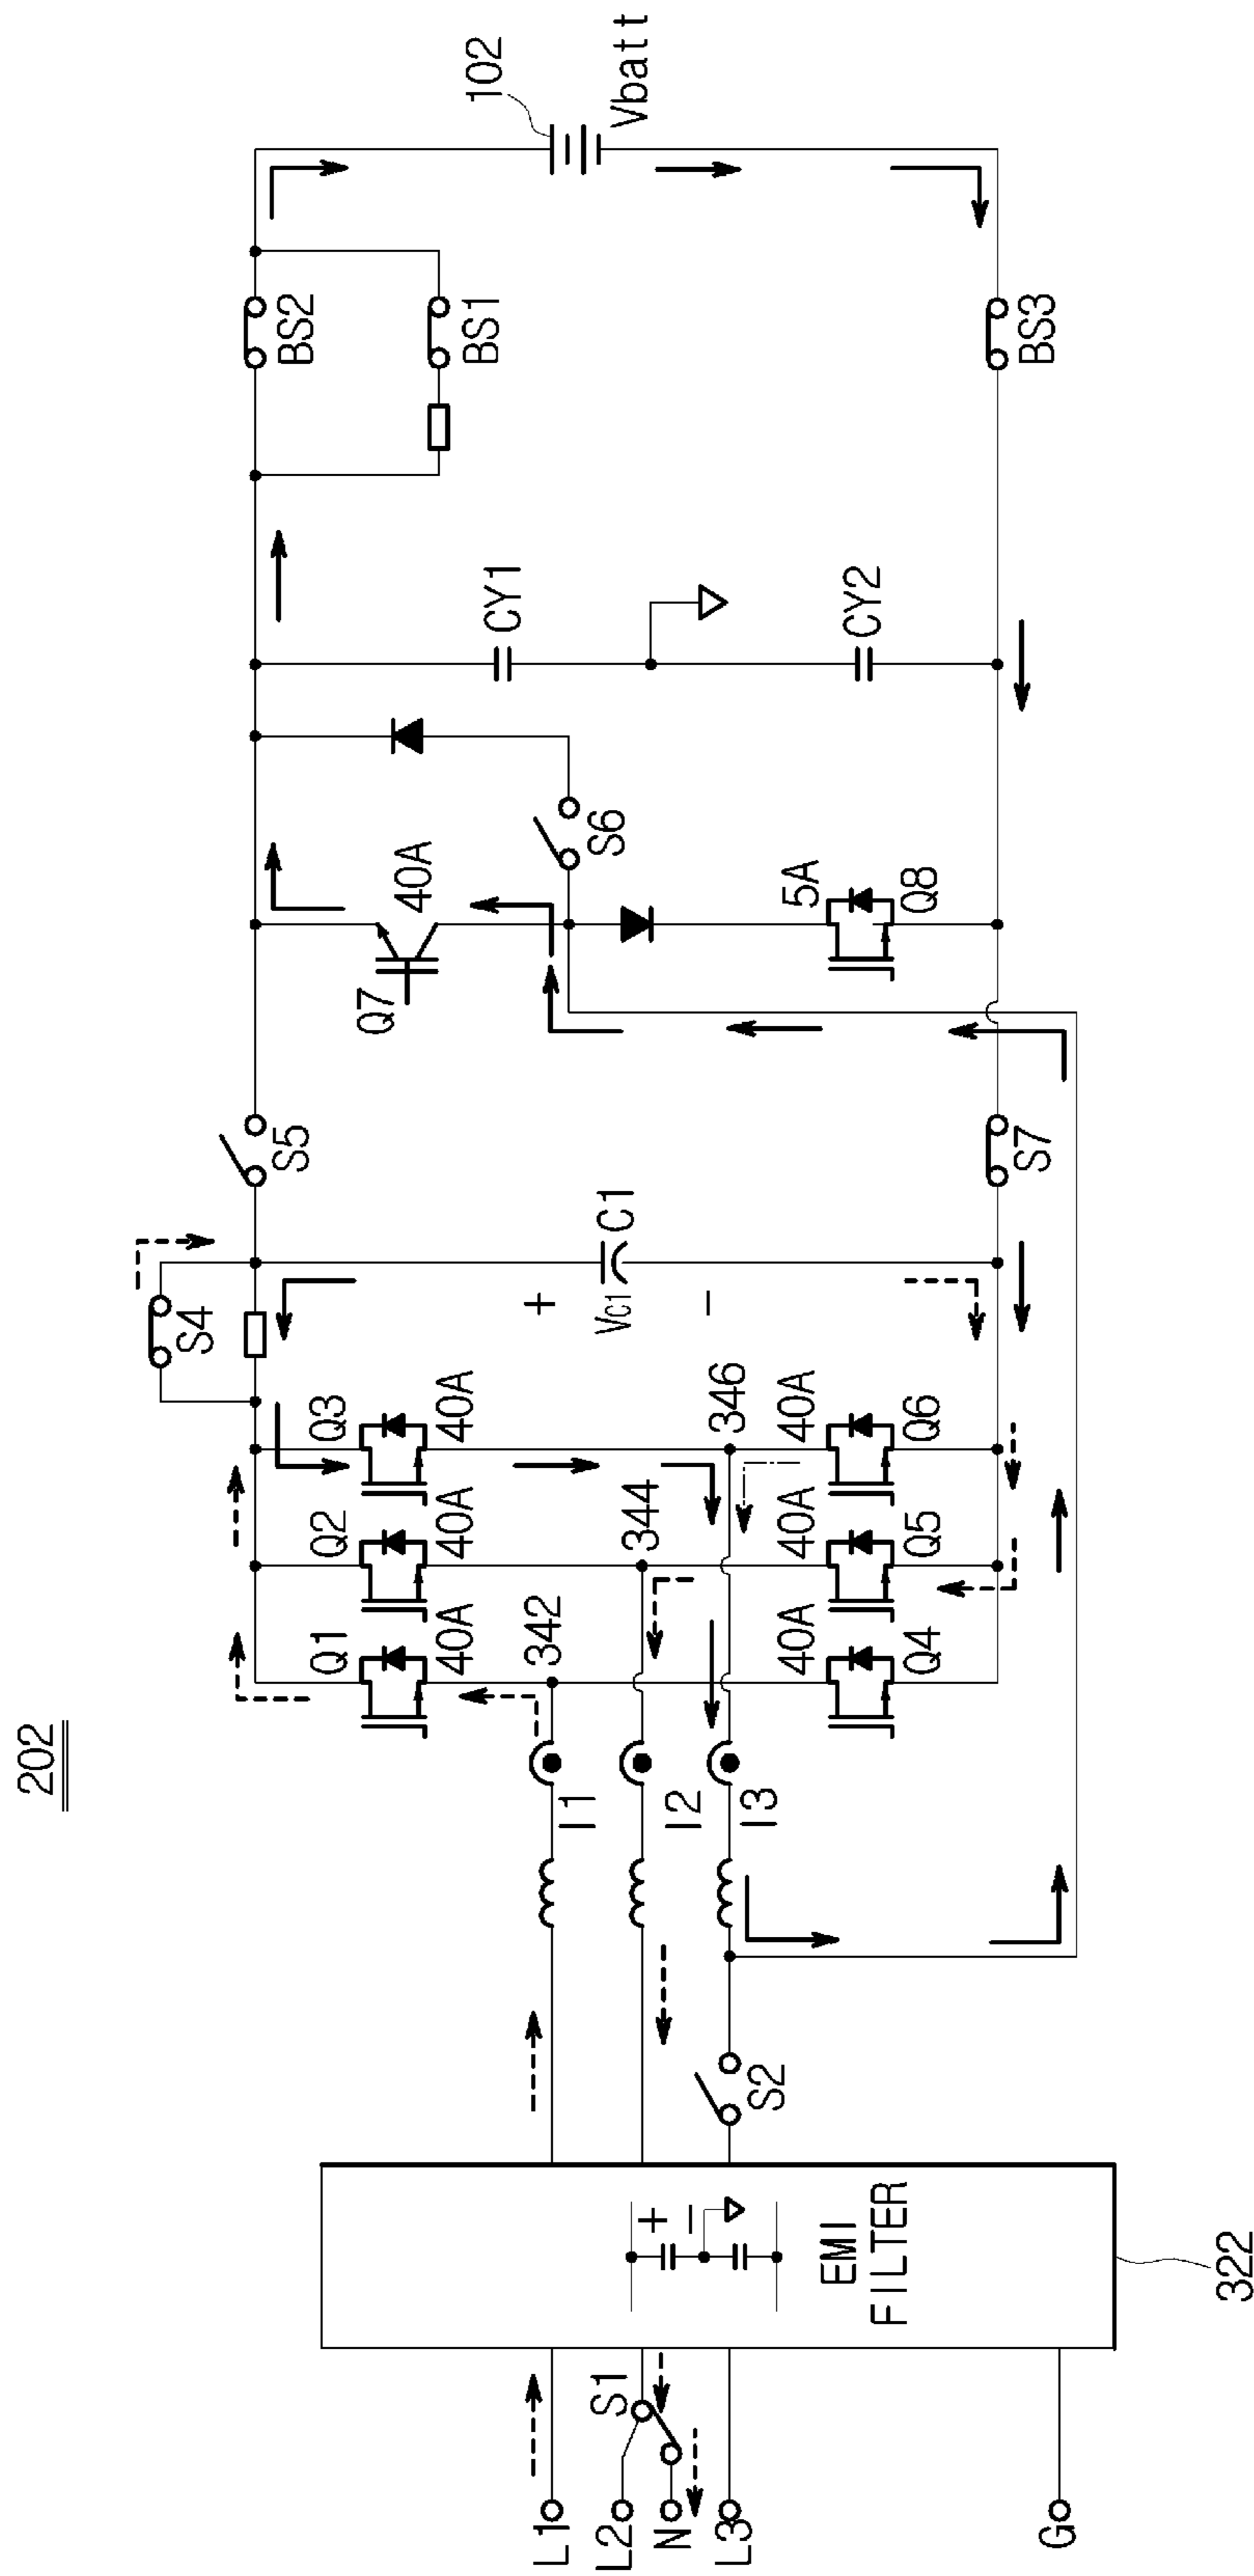 202
L1
L2
N
L3
G
S1
+
−
EMI
FILTER
322
S2
I1
I2
I3
342
344
346
Q1
40A
Q2
40A
Q3
40A
40A
Q4
40A
Q5
40A
Q6
S4
+
VC1
−
C1
S5
S7
Q7
40A
S6
5A
Q8
CY1
CY2
BS2
BS1
BS3
102
Vbatt